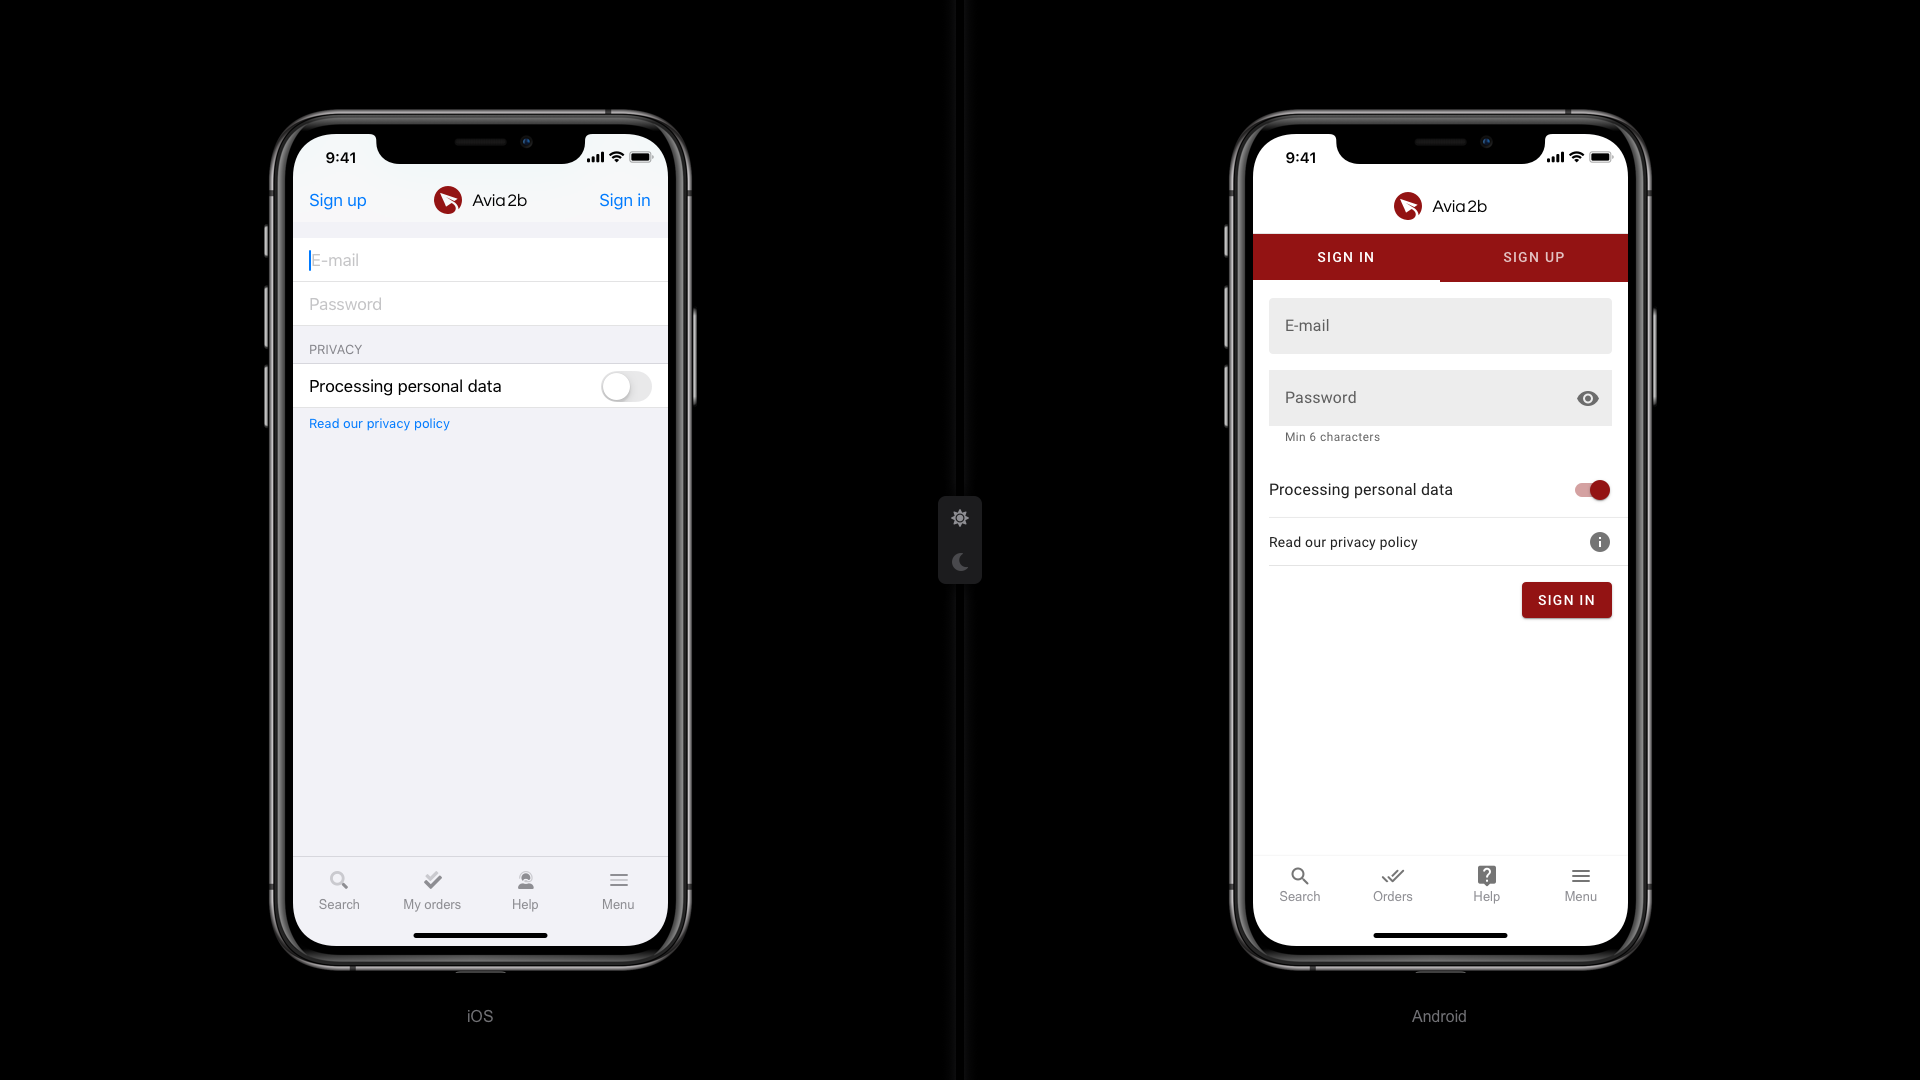 9:41
Sign up
Avia2b
Sign in
E-mail
Password
PRIVACY
Processing personal data
Read our privacy policy
Search
My orders
Help
Menu
iOS
9:41
Avia2b
SIGN IN
SIGN UP
E-mail
Password
Min 6 characters
Processing personal data
Read our privacy policy
SIGN IN
Search
Orders
Help
Menu
Android